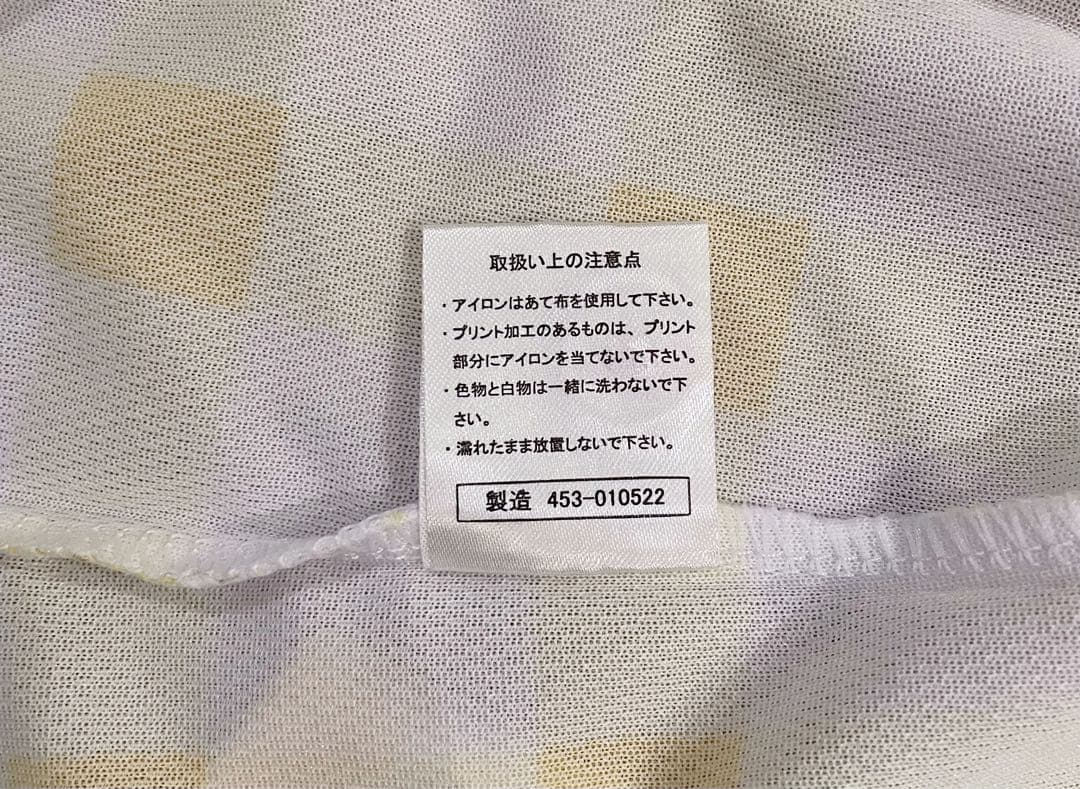 取扱い上の注意点
・アイロンはあて布を使用して下さい。
・プリント加工のあるものは、プリント
部分にアイロンを当てないで下さい。
・色物と白物は一緒に洗わないで下
さい。
・濡れたまま放置しないで下さい。
製造 453-010522